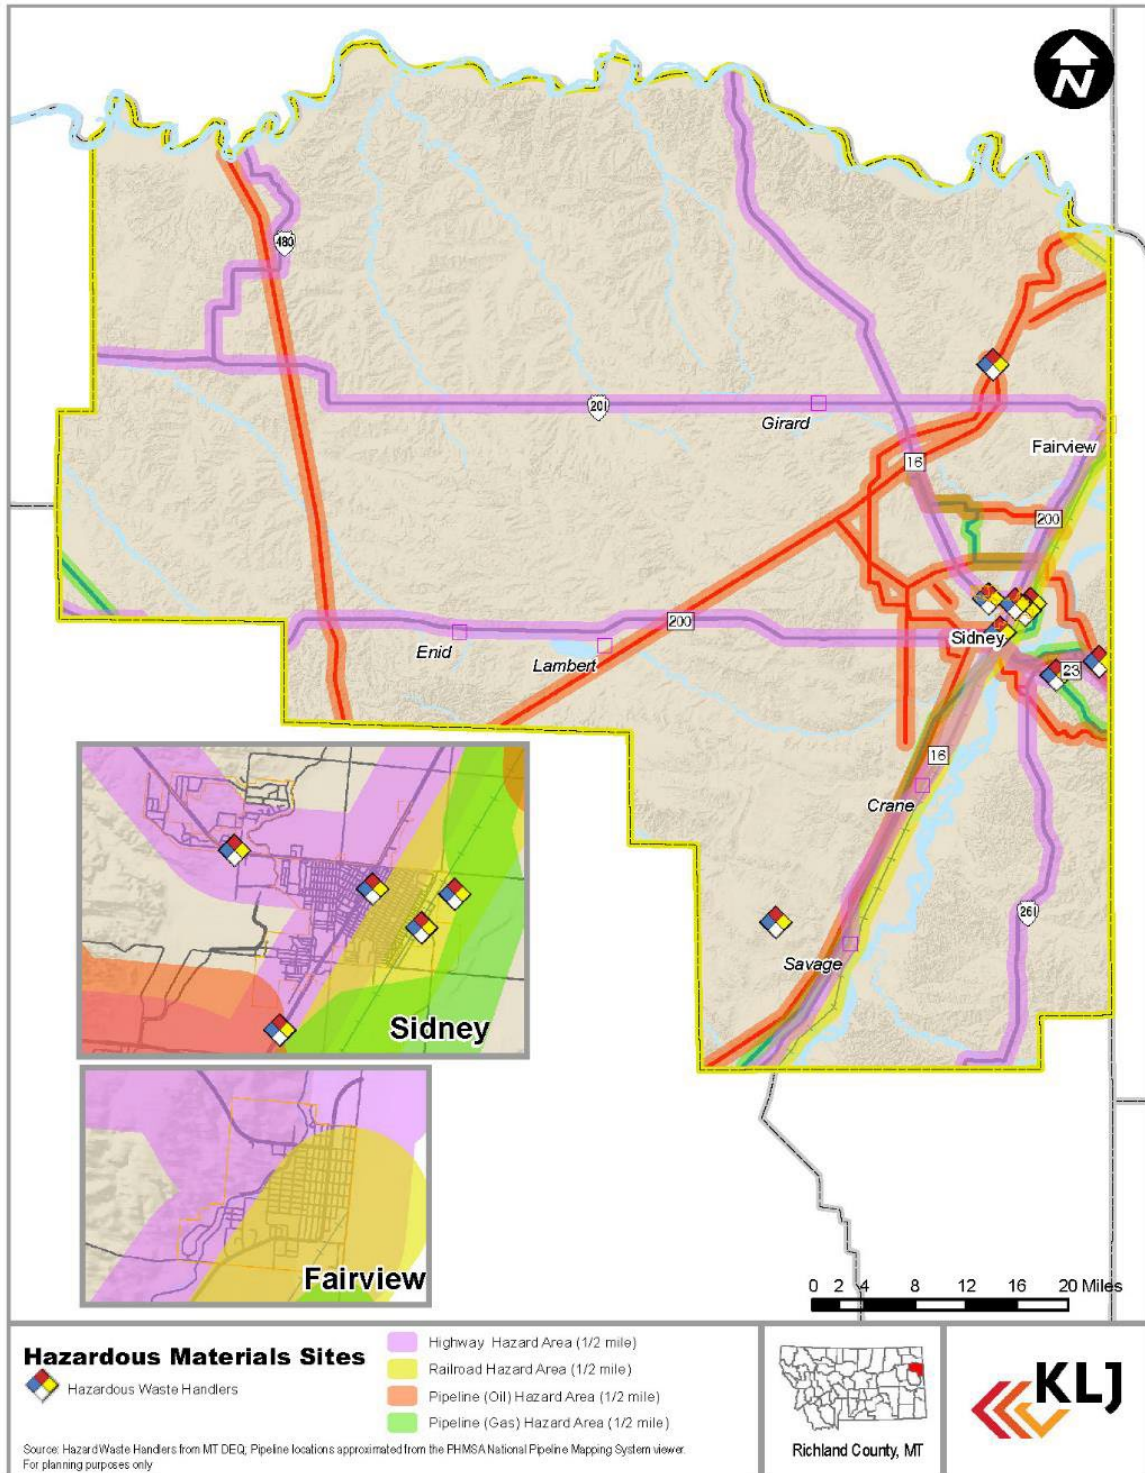 N
480
201
Girard
16
Fairview
200
200
Enid
Lambert
Sidney
23
16
Crane
261
Savage
Sidney
Fairview
0 2 4 8 12 16 20 Miles
Hazardous Materials Sites
Hazardous Waste Handlers
Highway Hazard Area (1/2 mile)
Railroad Hazard Area (1/2 mile)
Pipeline (Oil) Hazard Area (1/2 mile)
Pipeline (Gas) Hazard Area (1/2 mile)
Source: Hazard Waste Handlers from MT DEQ; Pipeline locations approximated from the PHMSA National Pipeline Mapping System viewer.
For planning purposes only
Richland County, MT
KLJ